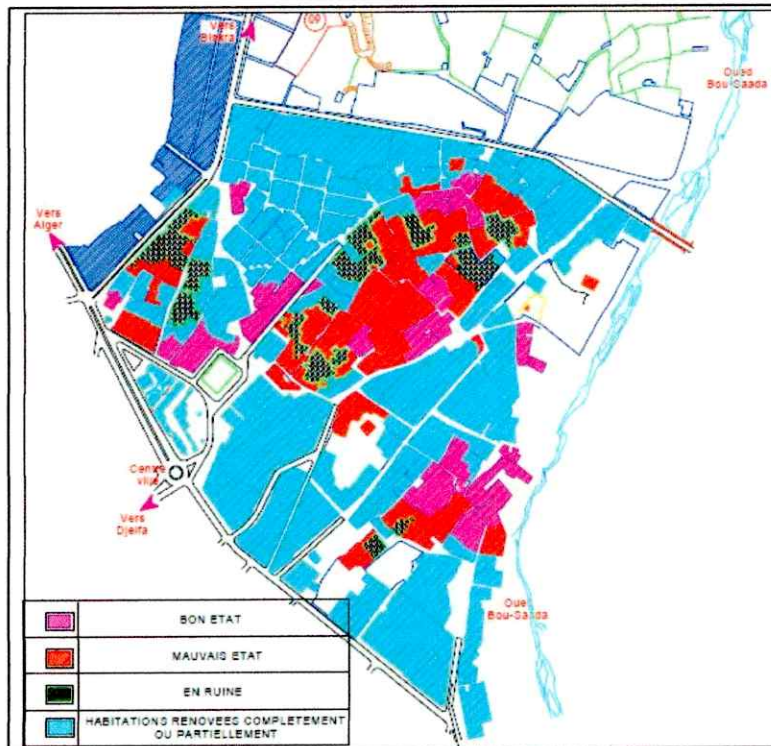 Vers
Biskra
09
Oued
Bou-Saada
Vers
Alger
Centre
ville
Vers
Djelfa
Oued
Bou-Saada
BON ETAT
MAUVAIS ETAT
EN RUINE
HABITATIONS RENOVEES COMPLETEMENT
OU PARTIELLEMENT